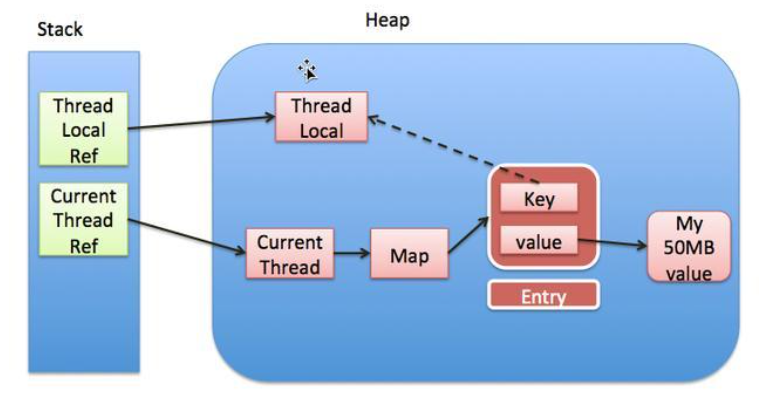 Stack
Heap
Thread
Local
Ref
Thread
Local
Current
Thread
Ref
Key
value
Current
Thread
Map
My
50MB
value
Entry